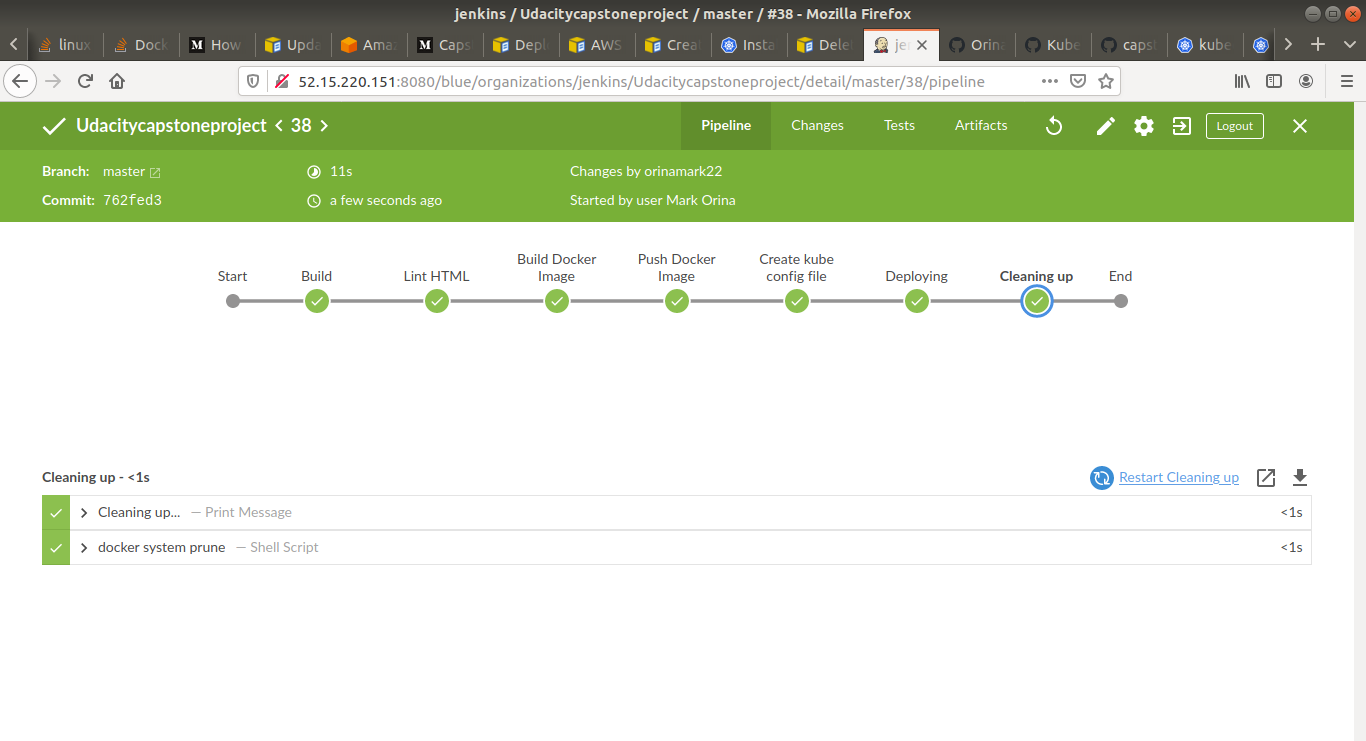 jenkins / Udacitycapstoneproject / master / #38 - Mozilla Firefox
linux Dock How Upda Amaz Caps Depl AWS Crea Insta Dele je Orina Kube caps kube
52.15.220.151:8080/blue/organizations/jenkins/Udacitycapstoneproject/detail/master/38/pipeline
Udacitycapstoneproject < 38 > Pipeline Changes Tests Artifacts Logout
Branch: master 11s Changes by orinamark22
Commit: 762fed3 a few seconds ago Started by user Mark Orina
Build Docker Push Docker Create kube
Start Build Lint HTML Image Image config file Deploying Cleaning up End
Cleaning up - <1s Restart Cleaning up
Cleaning up... — Print Message <1s
docker system prune — Shell Script <1s